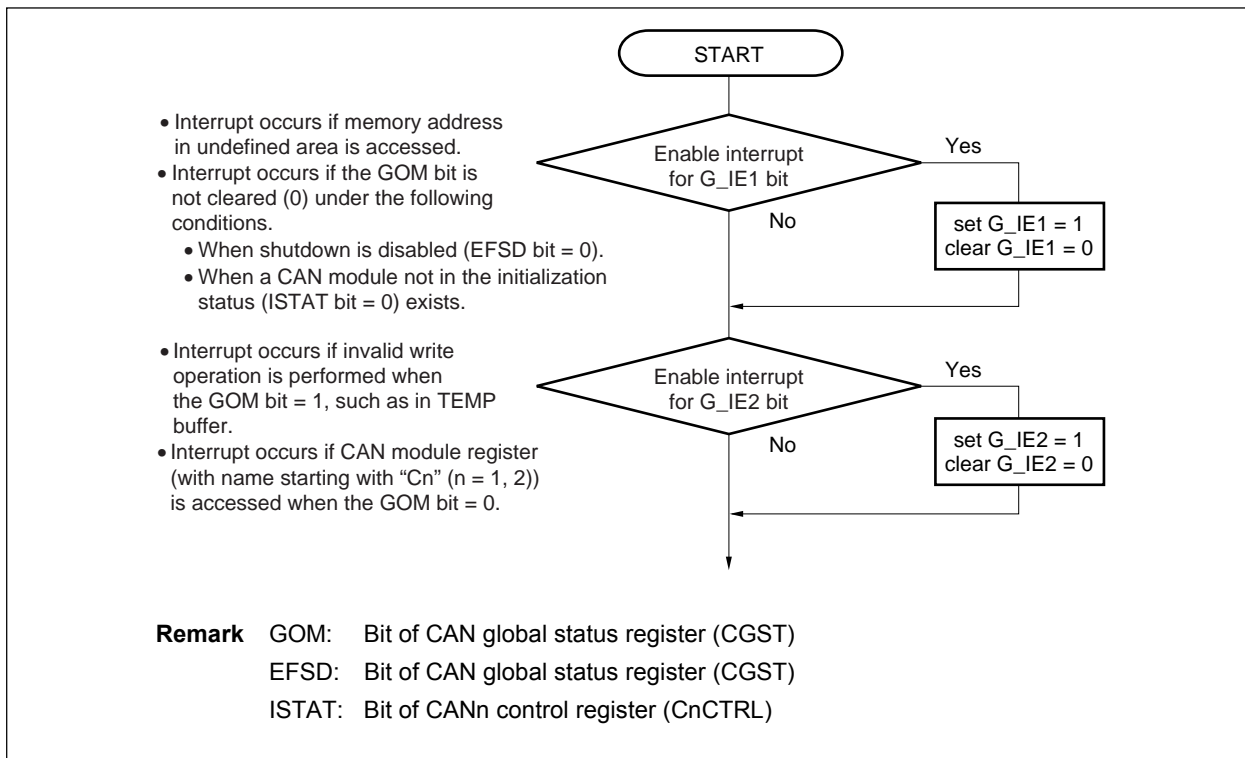 START
• Interrupt occurs if memory address
in undefined area is accessed.
• Interrupt occurs if the GOM bit is
not cleared (0) under the following
conditions.
• When shutdown is disabled (EFSD bit = 0).
• When a CAN module not in the initialization
status (ISTAT bit = 0) exists.
Enable interrupt
for G_IE1 bit
Yes
No
set G_IE1 = 1
clear G_IE1 = 0
• Interrupt occurs if invalid write
operation is performed when
the GOM bit = 1, such as in TEMP
buffer.
• Interrupt occurs if CAN module register
(with name starting with “Cn” (n = 1, 2))
is accessed when the GOM bit = 0.
Enable interrupt
for G_IE2 bit
Yes
No
set G_IE2 = 1
clear G_IE2 = 0
Remark GOM: Bit of CAN global status register (CGST)
EFSD: Bit of CAN global status register (CGST)
ISTAT: Bit of CANn control register (CnCTRL)